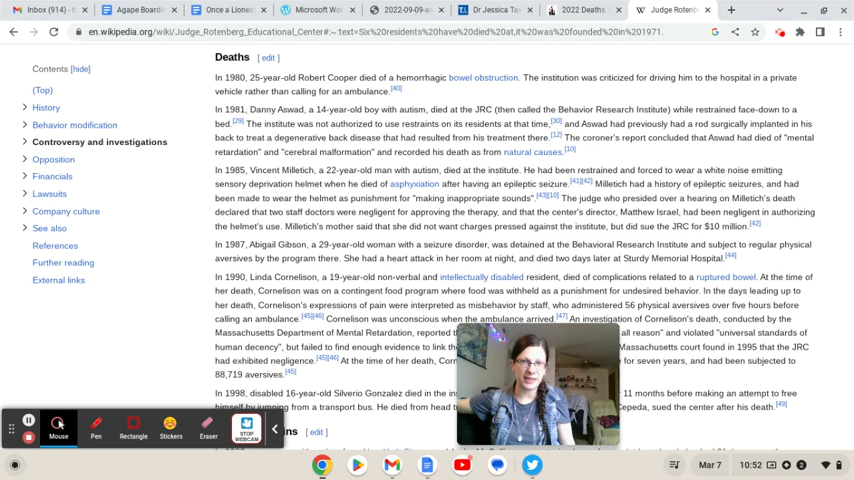 Inbox (914) -
Agape Boardin
Once a Lioness
Microsoft Wor
2022-09-09-an
Dr Jessica Tay
2022 Deaths -
Judge Rotenb
en.wikipedia.org/wiki/Judge_Rotenberg_Educational_Center#:~:text=Six%20residents%20have%20died%20at,it%20was%20founded%20in%201971.
Contents [hide]
(Top)
History
Behavior modification
Controversy and investigations
Opposition
Financials
Lawsuits
Company culture
See also
References
Further reading
External links
Deaths [ edit ]
In 1980, 25-year-old Robert Cooper died of a hemorrhagic bowel obstruction. The institution was criticized for driving him to the hospital in a private
vehicle rather than calling for an ambulance.[40]
In 1981, Danny Aswad, a 14-year-old boy with autism, died at the JRC (then called the Behavior Research Institute) while restrained face-down to a
bed.[29] The institute was not authorized to use restraints on its residents at that time,[30] and Aswad had previously had a rod surgically implanted in his
back to treat a degenerative back disease that had resulted from his treatment there.[12] The coroner's report concluded that Aswad had died of "mental
retardation" and "cerebral malformation" and recorded his death as from natural causes.[10]
In 1985, Vincent Milletich, a 22-year-old man with autism, died at the institute. He had been restrained and forced to wear a white noise emitting
sensory deprivation helmet when he died of asphyxiation after having an epileptic seizure.[41][42] Milletich had a history of epileptic seizures, and had
been made to wear the helmet as punishment for "making inappropriate sounds".[43][10] The judge who presided over a hearing on Milletich's death
declared that two staff doctors were negligent for approving the therapy, and that the center's director, Matthew Israel, had been negligent in authorizing
the helmet's use. Milletich's mother said that she did not want charges pressed against the institute, but did sue the JRC for $10 million.[42]
In 1987, Abigail Gibson, a 29-year-old woman with a seizure disorder, was detained at the Behavioral Research Institute and subject to regular physical
aversives by the program there. She had a heart attack in her room at night, and died two days later at Sturdy Memorial Hospital.[44]
In 1990, Linda Cornelison, a 19-year-old non-verbal and intellectually disabled resident, died of complications related to a ruptured bowel. At the time of
her death, Cornelison was on a contingent food program where food was withheld as a punishment for undesired behavior. In the days leading up to
her death, Cornelison's expressions of pain were interpreted as misbehavior by staff, who administered 56 physical aversives over five hours before
calling an ambulance.[45][46] Cornelison was unconscious when the ambulance arrived.[47] An investigation of Cornelison's death, conducted by the
Massachusetts Department of Mental Retardation, reported th all reason" and violated "universal standards of
human decency", but failed to find enough evidence to link the Massachusetts court found in 1995 that the JRC
had exhibited negligence.[45][46] At the time of her death, Corn for seven years, and had been subjected to
88,719 aversives.[45]
In 1998, disabled 16-year-old Silverio Gonzalez died in the ins 11 months before making an attempt to free
himself by jumping from a transport bus. He died from head tr Cepeda, sued the center after his death.[49]
ins [ edit ]
Mouse
Pen
Rectangle
Stickers
Eraser
STOP
WEBCAM
Mar 7
10:52
2